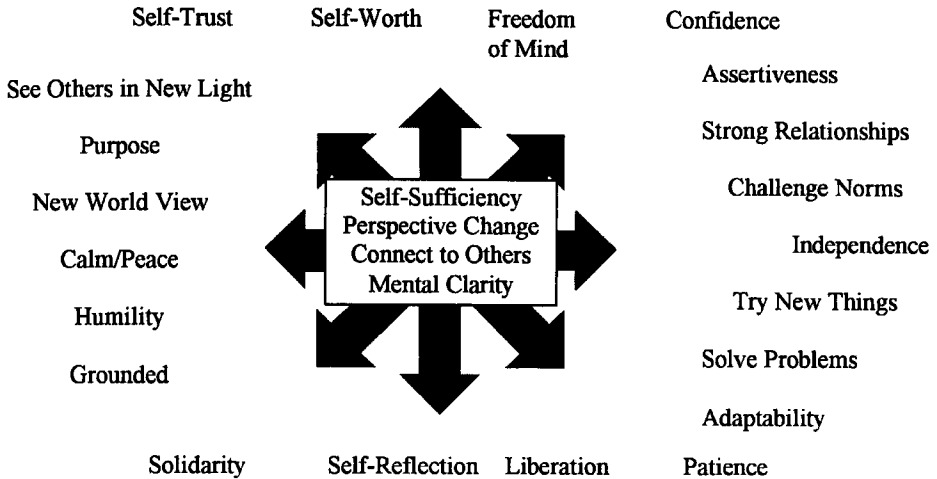 Self-Trust
Self-Worth
Freedom
of Mind
Confidence
See Others in New Light
Purpose
New World View
Calm/Peace
Humility
Grounded
Self-Sufficiency
Perspective Change
Connect to Others
Mental Clarity
Assertiveness
Strong Relationships
Challenge Norms
Independence
Try New Things
Solve Problems
Adaptability
Solidarity
Self-Reflection
Liberation
Patience